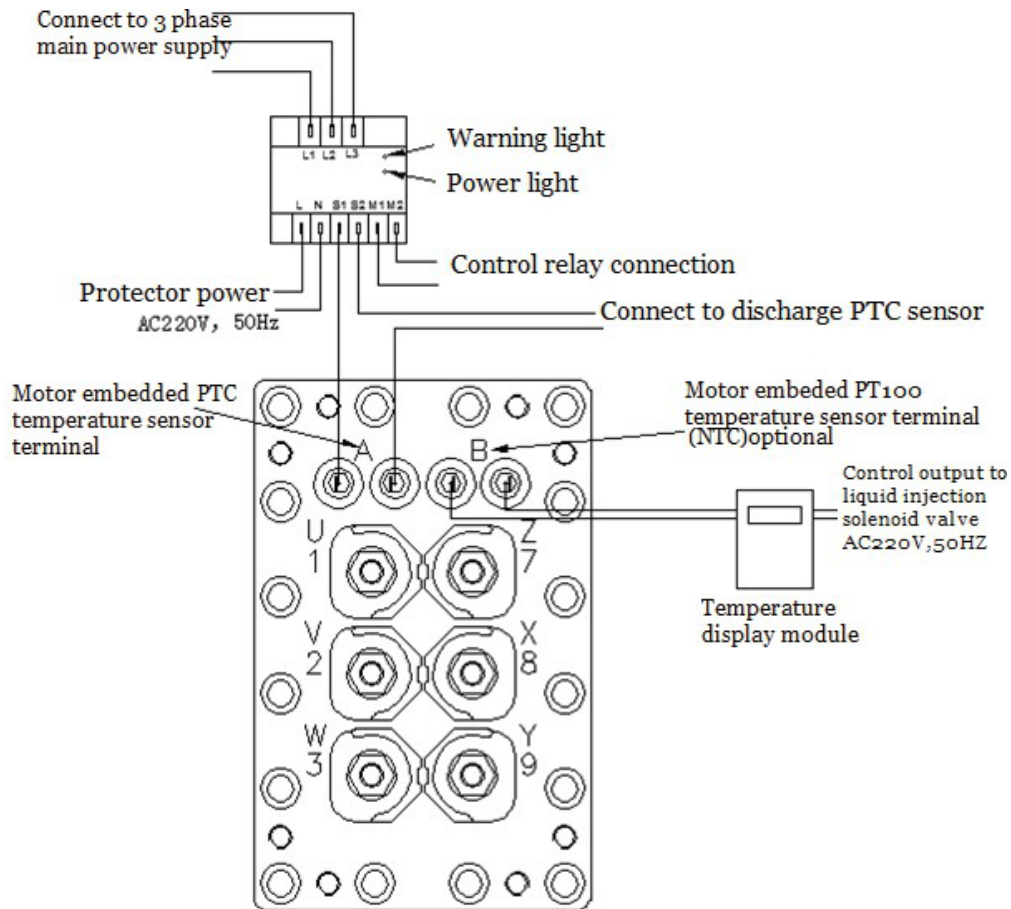 Connect to 3 phase
main power supply
L1 L2 L3
Warning light
Power light
L N S1 S2 M1 M2
Control relay connection
Protector power
AC220V, 50Hz
Connect to discharge PTC sensor
Motor embedded PTC
temperature sensor
terminal
Motor embeded PT100
temperature sensor terminal
(NTC)optional
A B
Control output to
liquid injection
solenoid valve
AC220V,50HZ
U Z
1 7
Temperature
display module
V X
2 8
W Y
3 9